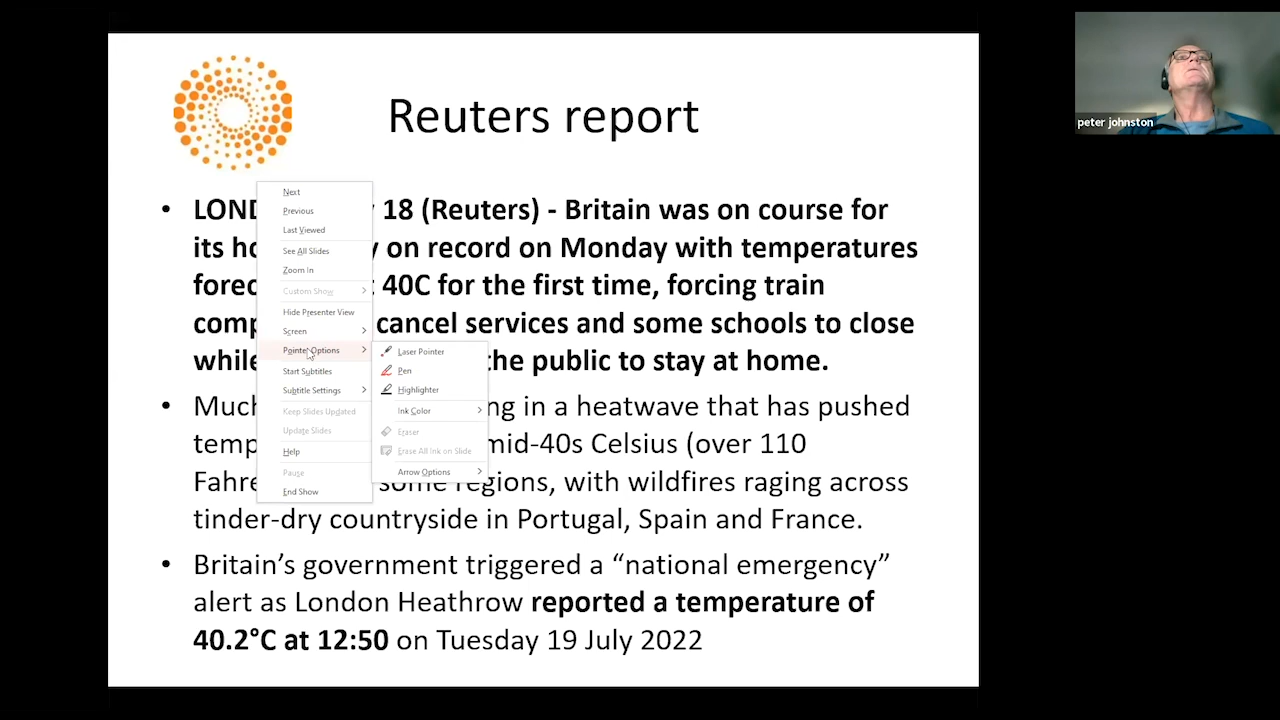 Reuters report
peter johnston
• LOND 18 (Reuters) - Britain was on course for
its ho on record on Monday with temperatures
forec 40C for the first time, forcing train
comp cancel services and some schools to close
while the public to stay at home.
• Much ng in a heatwave that has pushed
temp mid-40s Celsius (over 110
Fahre some regions, with wildfires raging across
tinder-dry countryside in Portugal, Spain and France.
• Britain’s government triggered a “national emergency”
alert as London Heathrow reported a temperature of
40.2°C at 12:50 on Tuesday 19 July 2022
Next
Previous
Last Viewed
See All Slides
Zoom In
Custom Show
Hide Presenter View
Screen
Pointer Options
Start Subtitles
Subtitle Settings
Keep Slides Updated
Update Slides
Help
Pause
End Show
Laser Pointer
Pen
Highlighter
Ink Color
Eraser
Erase All Ink on Slide
Arrow Options